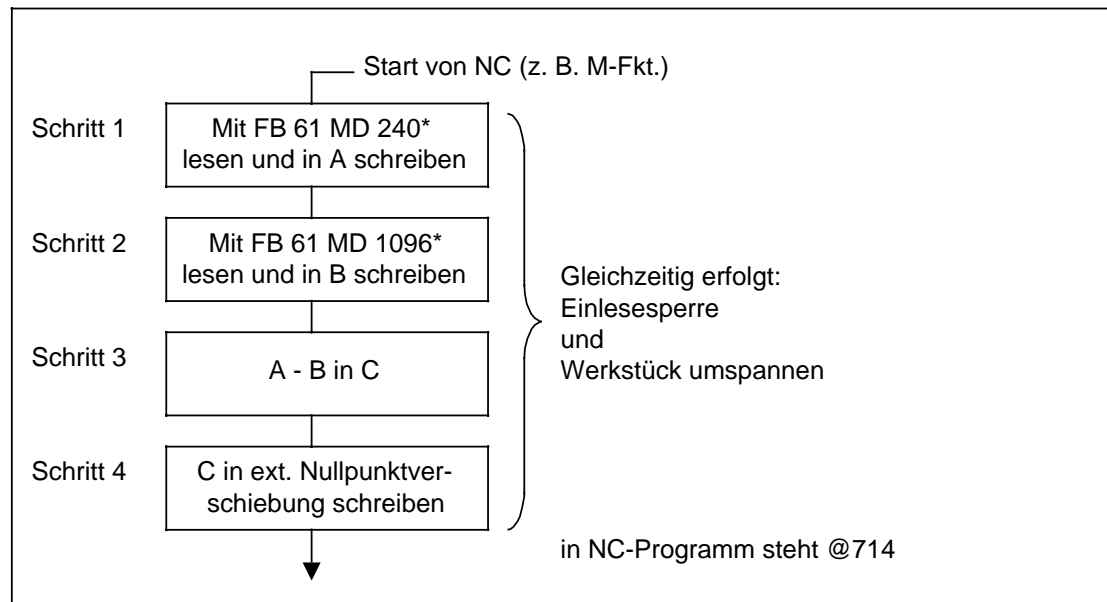 Start von NC (z. B. M-Fkt.)
Schritt 1
Mit FB 61 MD 240*
lesen und in A schreiben
Schritt 2
Mit FB 61 MD 1096*
lesen und in B schreiben
Schritt 3
A - B in C
Schritt 4
C in ext. Nullpunktver-
schiebung schreiben
Gleichzeitig erfolgt:
Einlesesperre
und
Werkstück umspannen
in NC-Programm steht @714